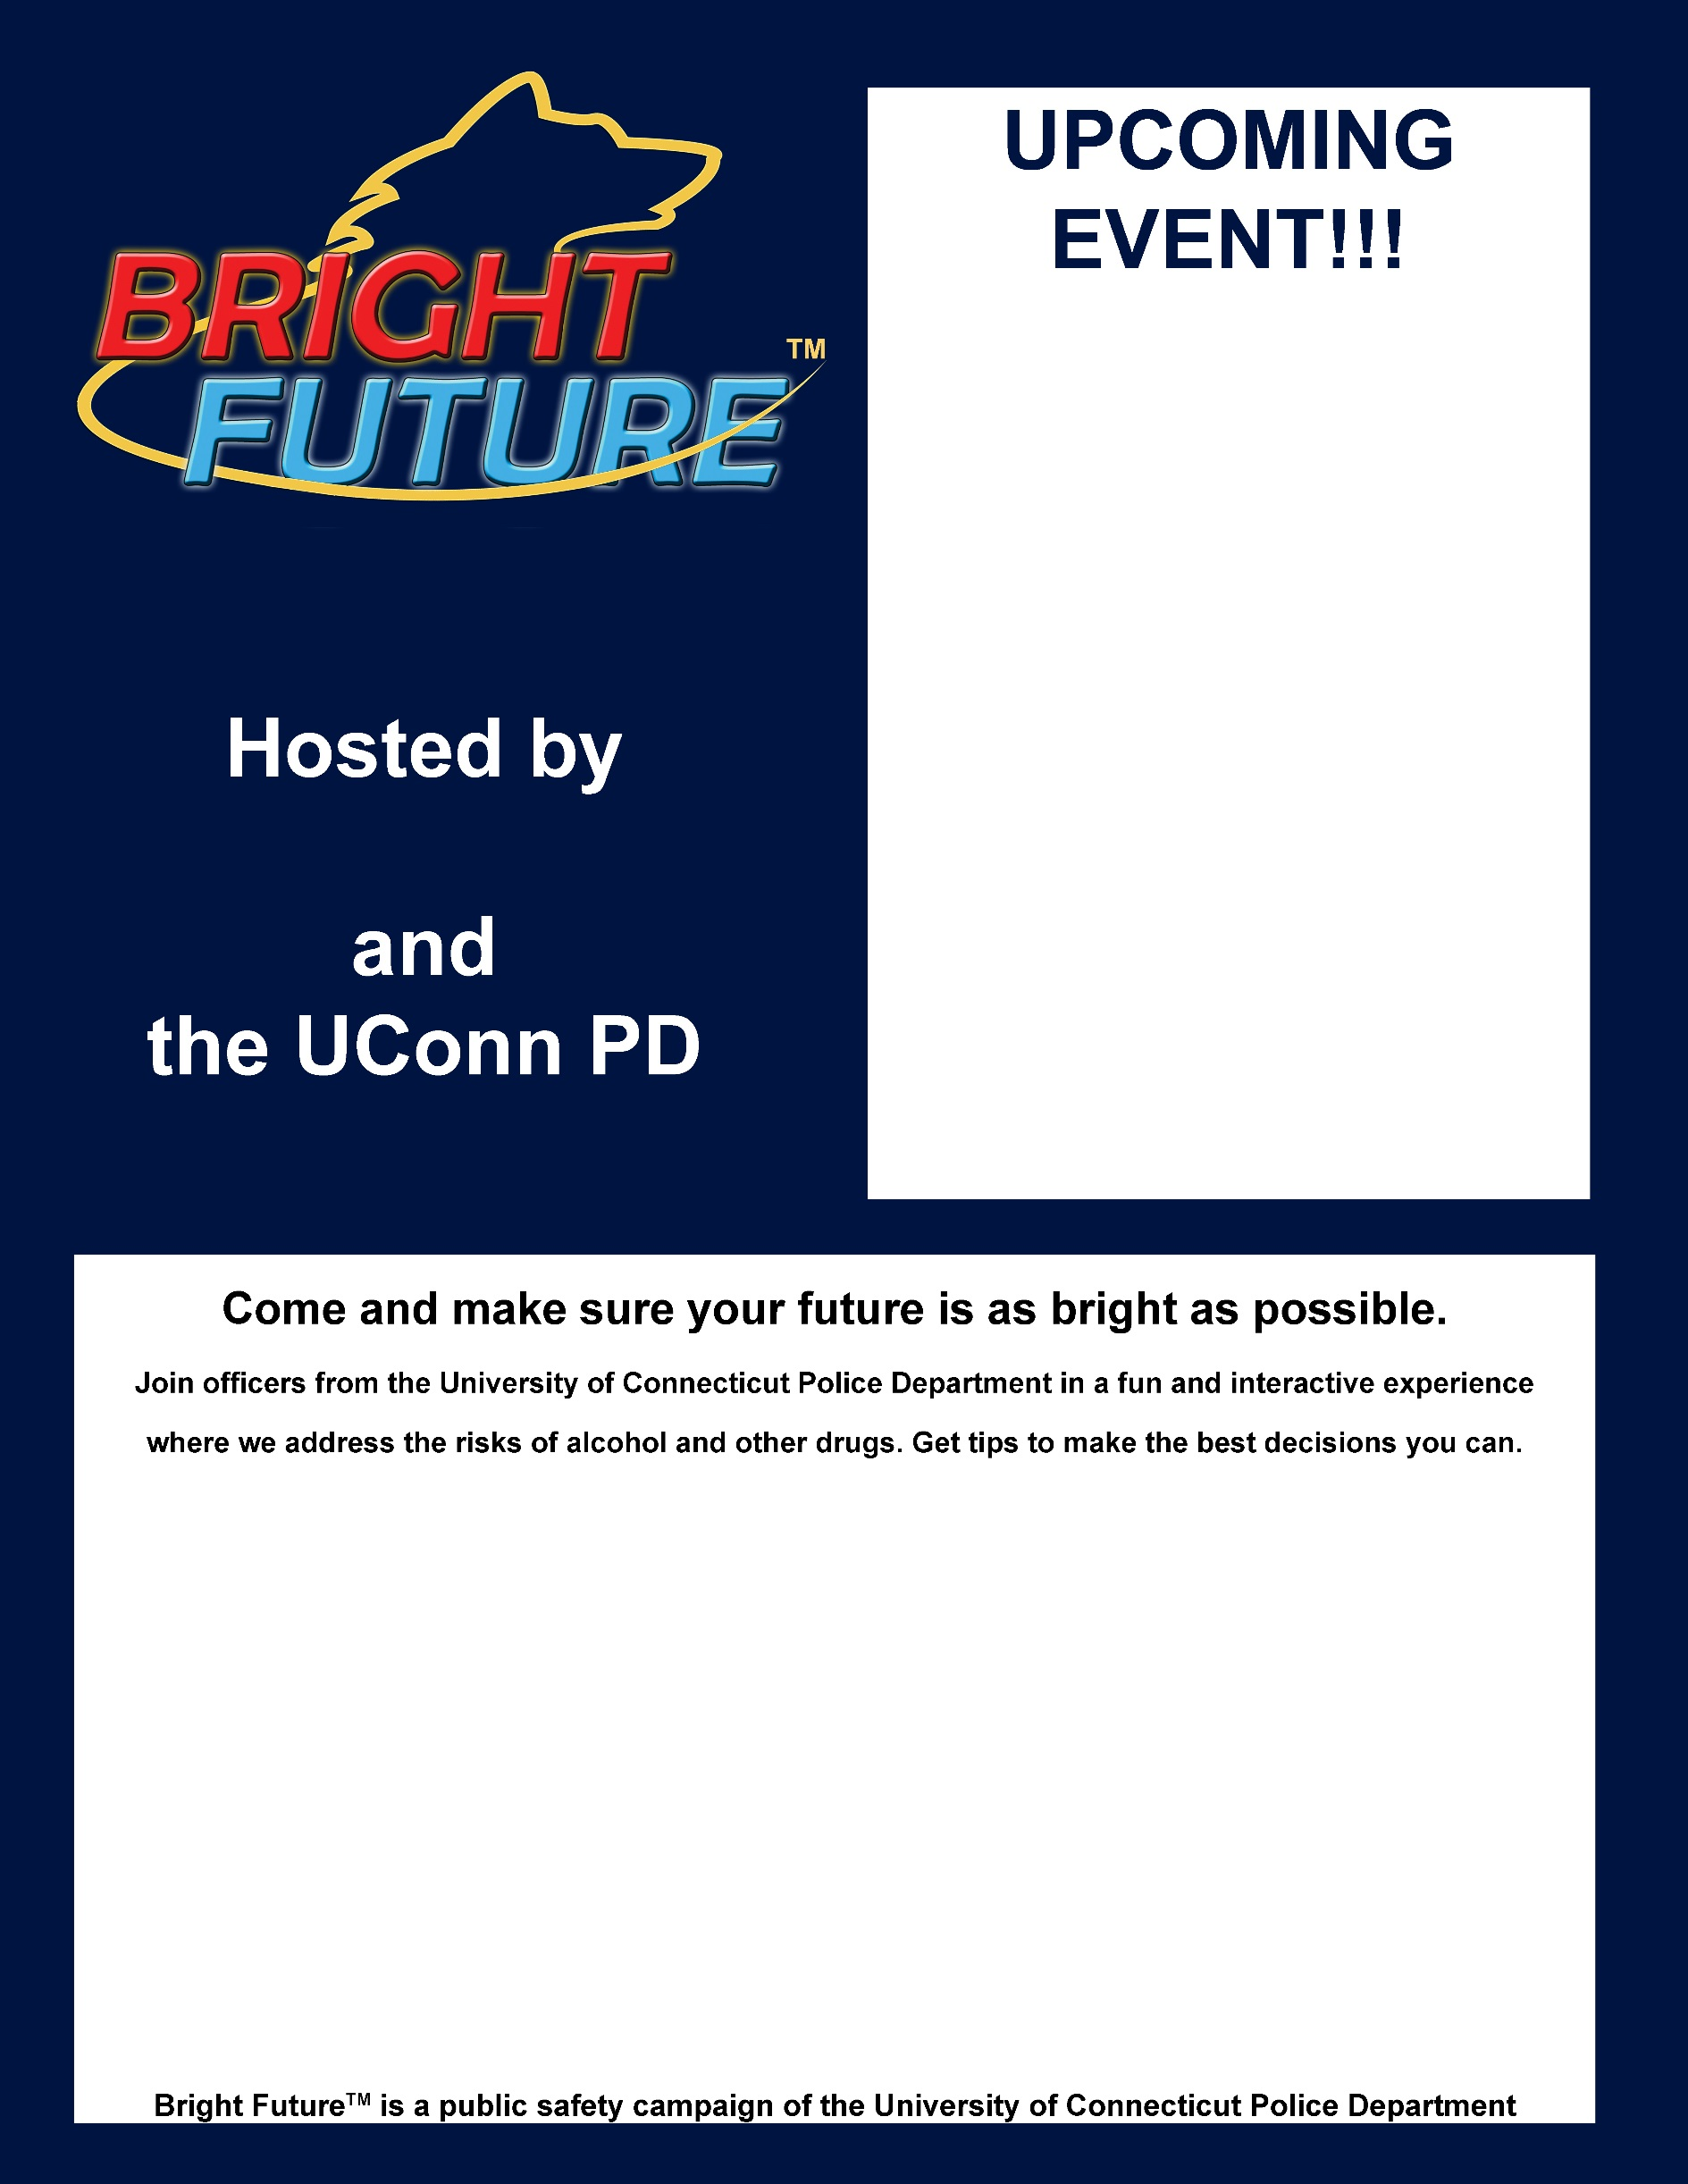 BRIGHT
FUTURE™
Hosted by
and
the UConn PD
UPCOMING
EVENT!!!
Come and make sure your future is as bright as possible.
Join officers from the University of Connecticut Police Department in a fun and interactive experience
where we address the risks of alcohol and other drugs. Get tips to make the best decisions you can.
Bright Future™ is a public safety campaign of the University of Connecticut Police Department